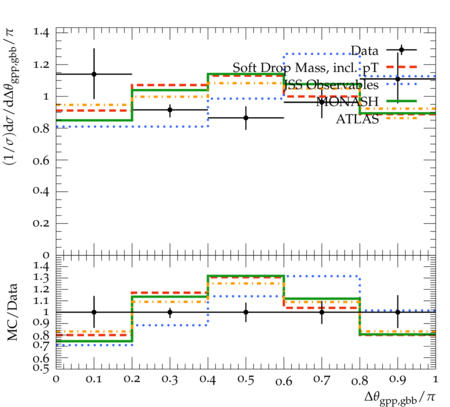 (1/σ)dσ/dΔθgpp,gbb/π
1.4
1.2
1
0.8
0.6
0.4
0.2
0
Data
Soft Drop Mass, incl. pT
JSS Observables
MONASH
ATLAS
MC/Data
1.4
1.3
1.2
1.1
1
0.9
0.8
0.7
0.6
0.5
0 0.1 0.2 0.3 0.4 0.5 0.6 0.7 0.8 0.9 1
Δθgpp,gbb/π